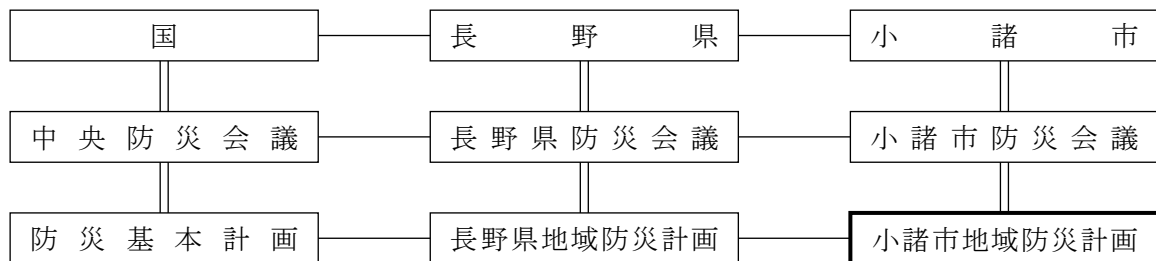 国 長野県 小諸市
中央防災会議 長野県防災会議 小諸市防災会議
防災基本計画 長野県地域防災計画 小諸市地域防災計画